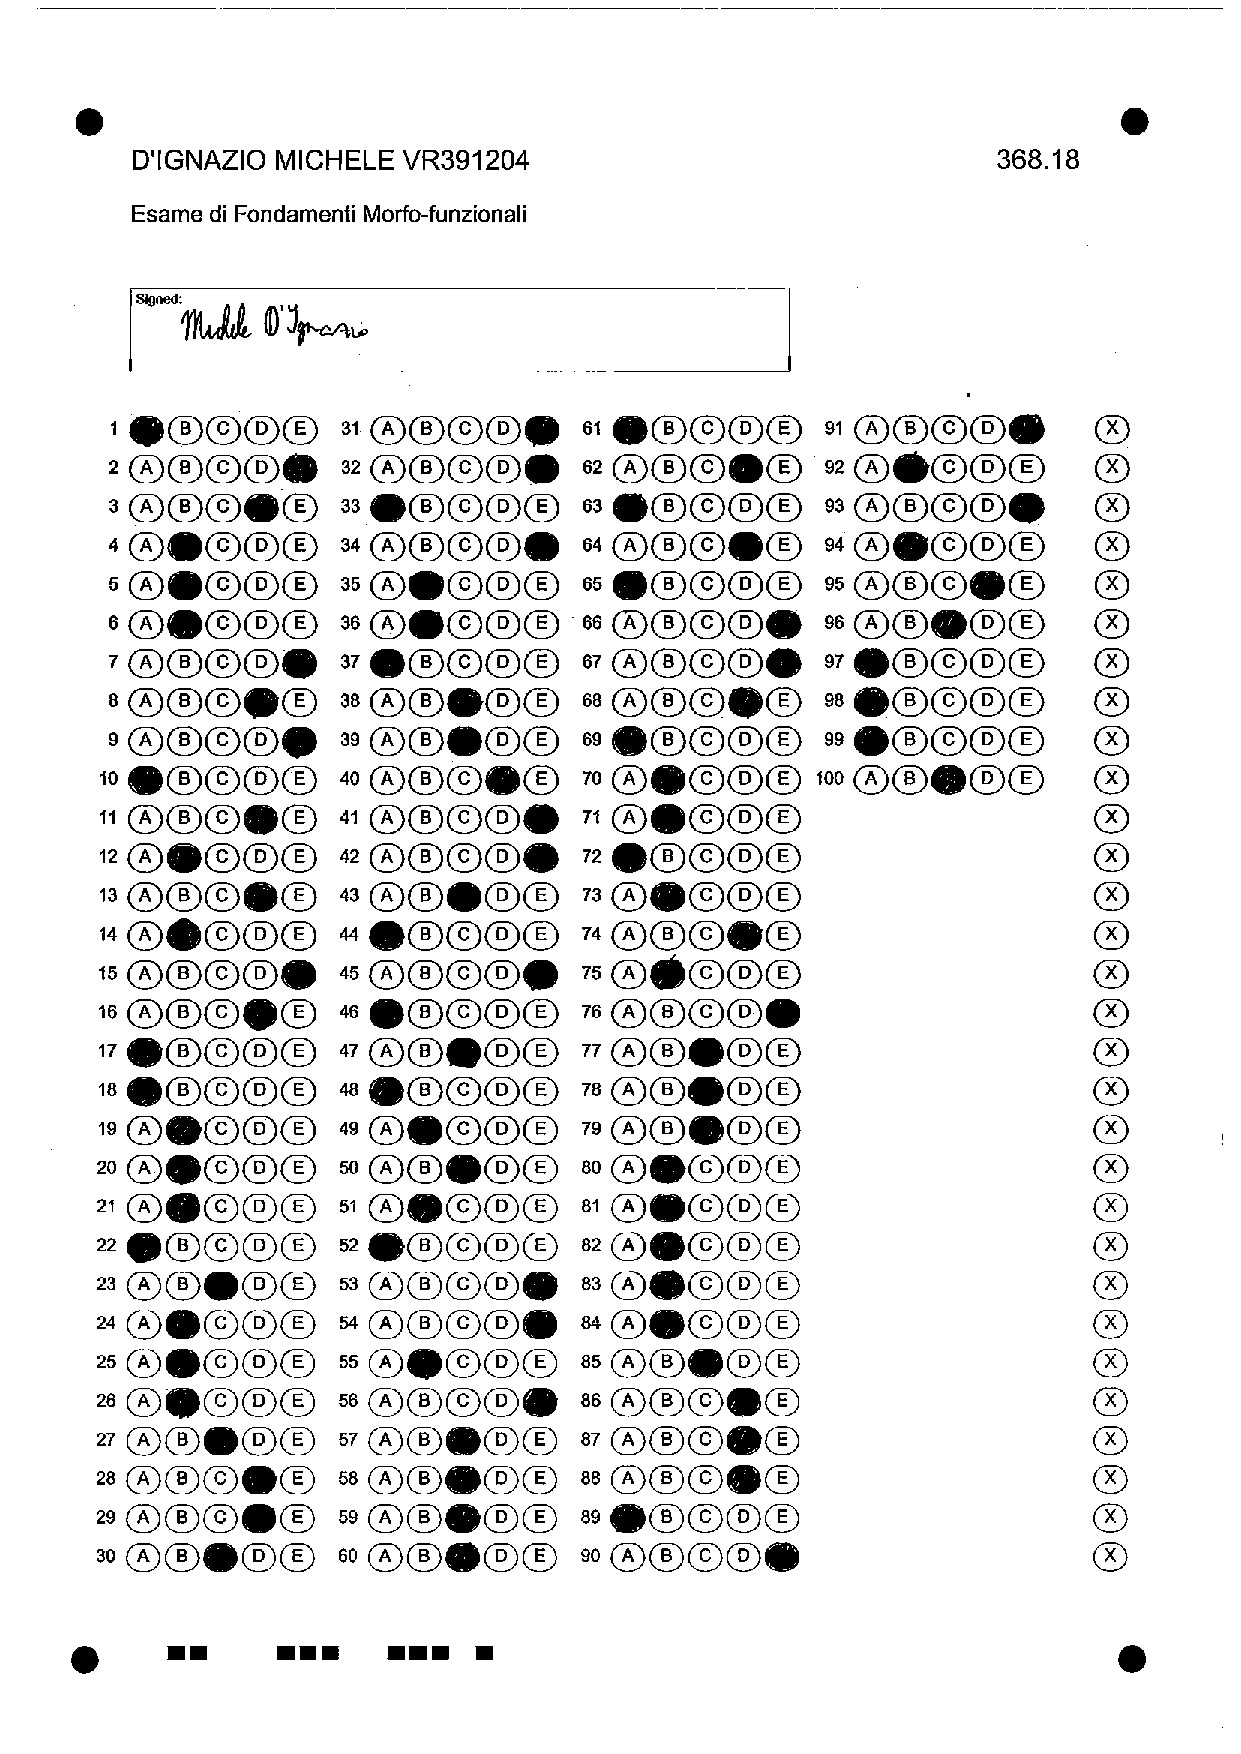 D'IGNAZIO MICHELE VR391204 368.18
Esame di Fondamenti Morfo-funzionali
Signed:
Michele D'Ignazio
1 B C D E 31 A B C D 61 B C D E 91 A B C D X
2 A B C D 32 A B C D 62 A B C E 92 A C D E X
3 A B C E 33 B C D E 63 B C D E 93 A B C D X
4 A C D E 34 A B C D 64 A B C E 94 A C D E X
5 A C D E 35 A C D E 65 B C D E 95 A B C E X
6 A C D E 36 A C D E 66 A B C D 96 A B D E X
7 A B C D 37 B C D E 67 A B C D 97 B C D E X
8 A B C E 38 A B D E 68 A B C E 98 B C D E X
9 A B C D 39 A B D E 69 B C D E 99 B C D E X
10 B C D E 40 A B C E 70 A C D E 100 A B D E X
11 A B C E 41 A B C D 71 A C D E X
12 A C D E 42 A B C D 72 B C D E X
13 A B C E 43 A B D E 73 A C D E X
14 A C D E 44 B C D E 74 A B C E X
15 A B C D 45 A B C D 75 A C D E X
16 A B C E 46 B C D E 76 A B C D X
17 B C D E 47 A B D E 77 A B D E X
18 B C D E 48 B C D E 78 A B D E X
19 A C D E 49 A C D E 79 A B D E X
20 A C D E 50 A B D E 80 A C D E X
21 A C D E 51 A C D E 81 A C D E X
22 B C D E 52 B C D E 82 A C D E X
23 A B D E 53 A B C D 83 A C D E X
24 A C D E 54 A B C D 84 A C D E X
25 A C D E 55 A C D E 85 A B D E X
26 A C D E 56 A B C D 86 A B C E X
27 A B D E 57 A B D E 87 A B C E X
28 A B C E 58 A B D E 88 A B C E X
29 A B C E 59 A B D E 89 B C D E X
30 A B D E 60 A B D E 90 A B C D X